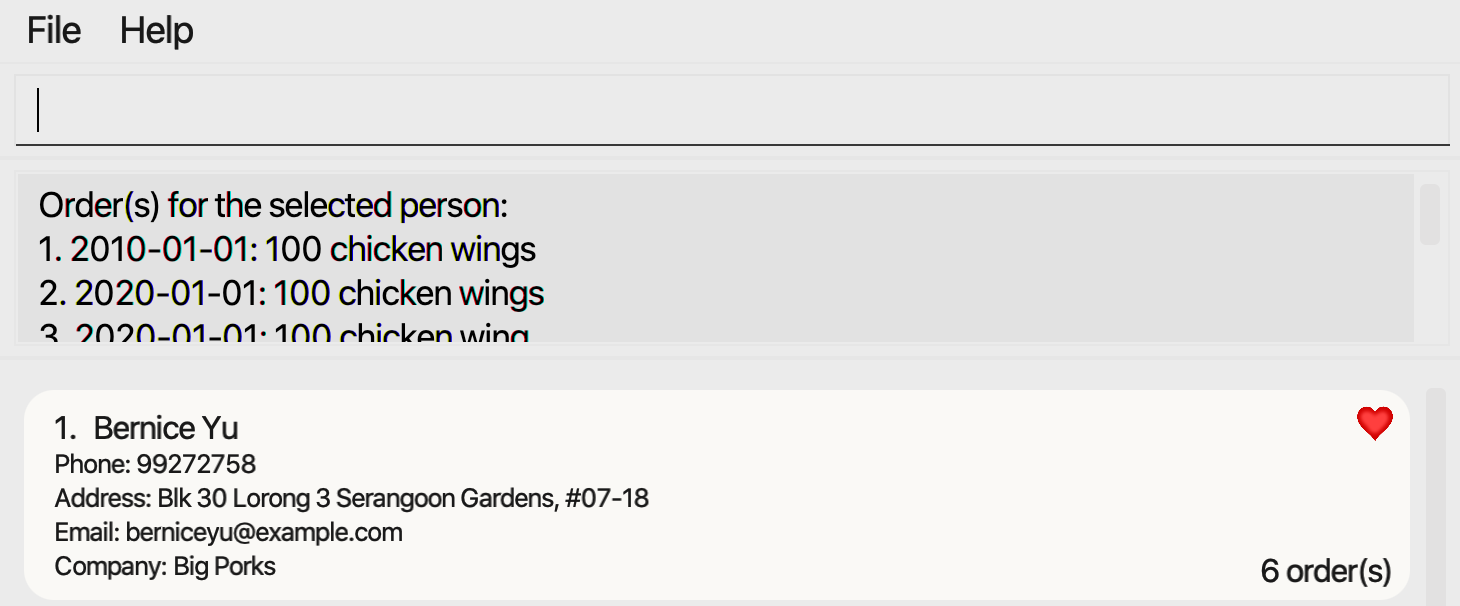 File Help
Order(s) for the selected person:
1. 2010-01-01: 100 chicken wings
2. 2020-01-01: 100 chicken wings
3. 2020-01-01: 100 chicken wing
1. Bernice Yu
Phone: 99272758
Address: Blk 30 Lorong 3 Serangoon Gardens, #07-18
Email: berniceyu@example.com
Company: Big Porks
6 order(s)